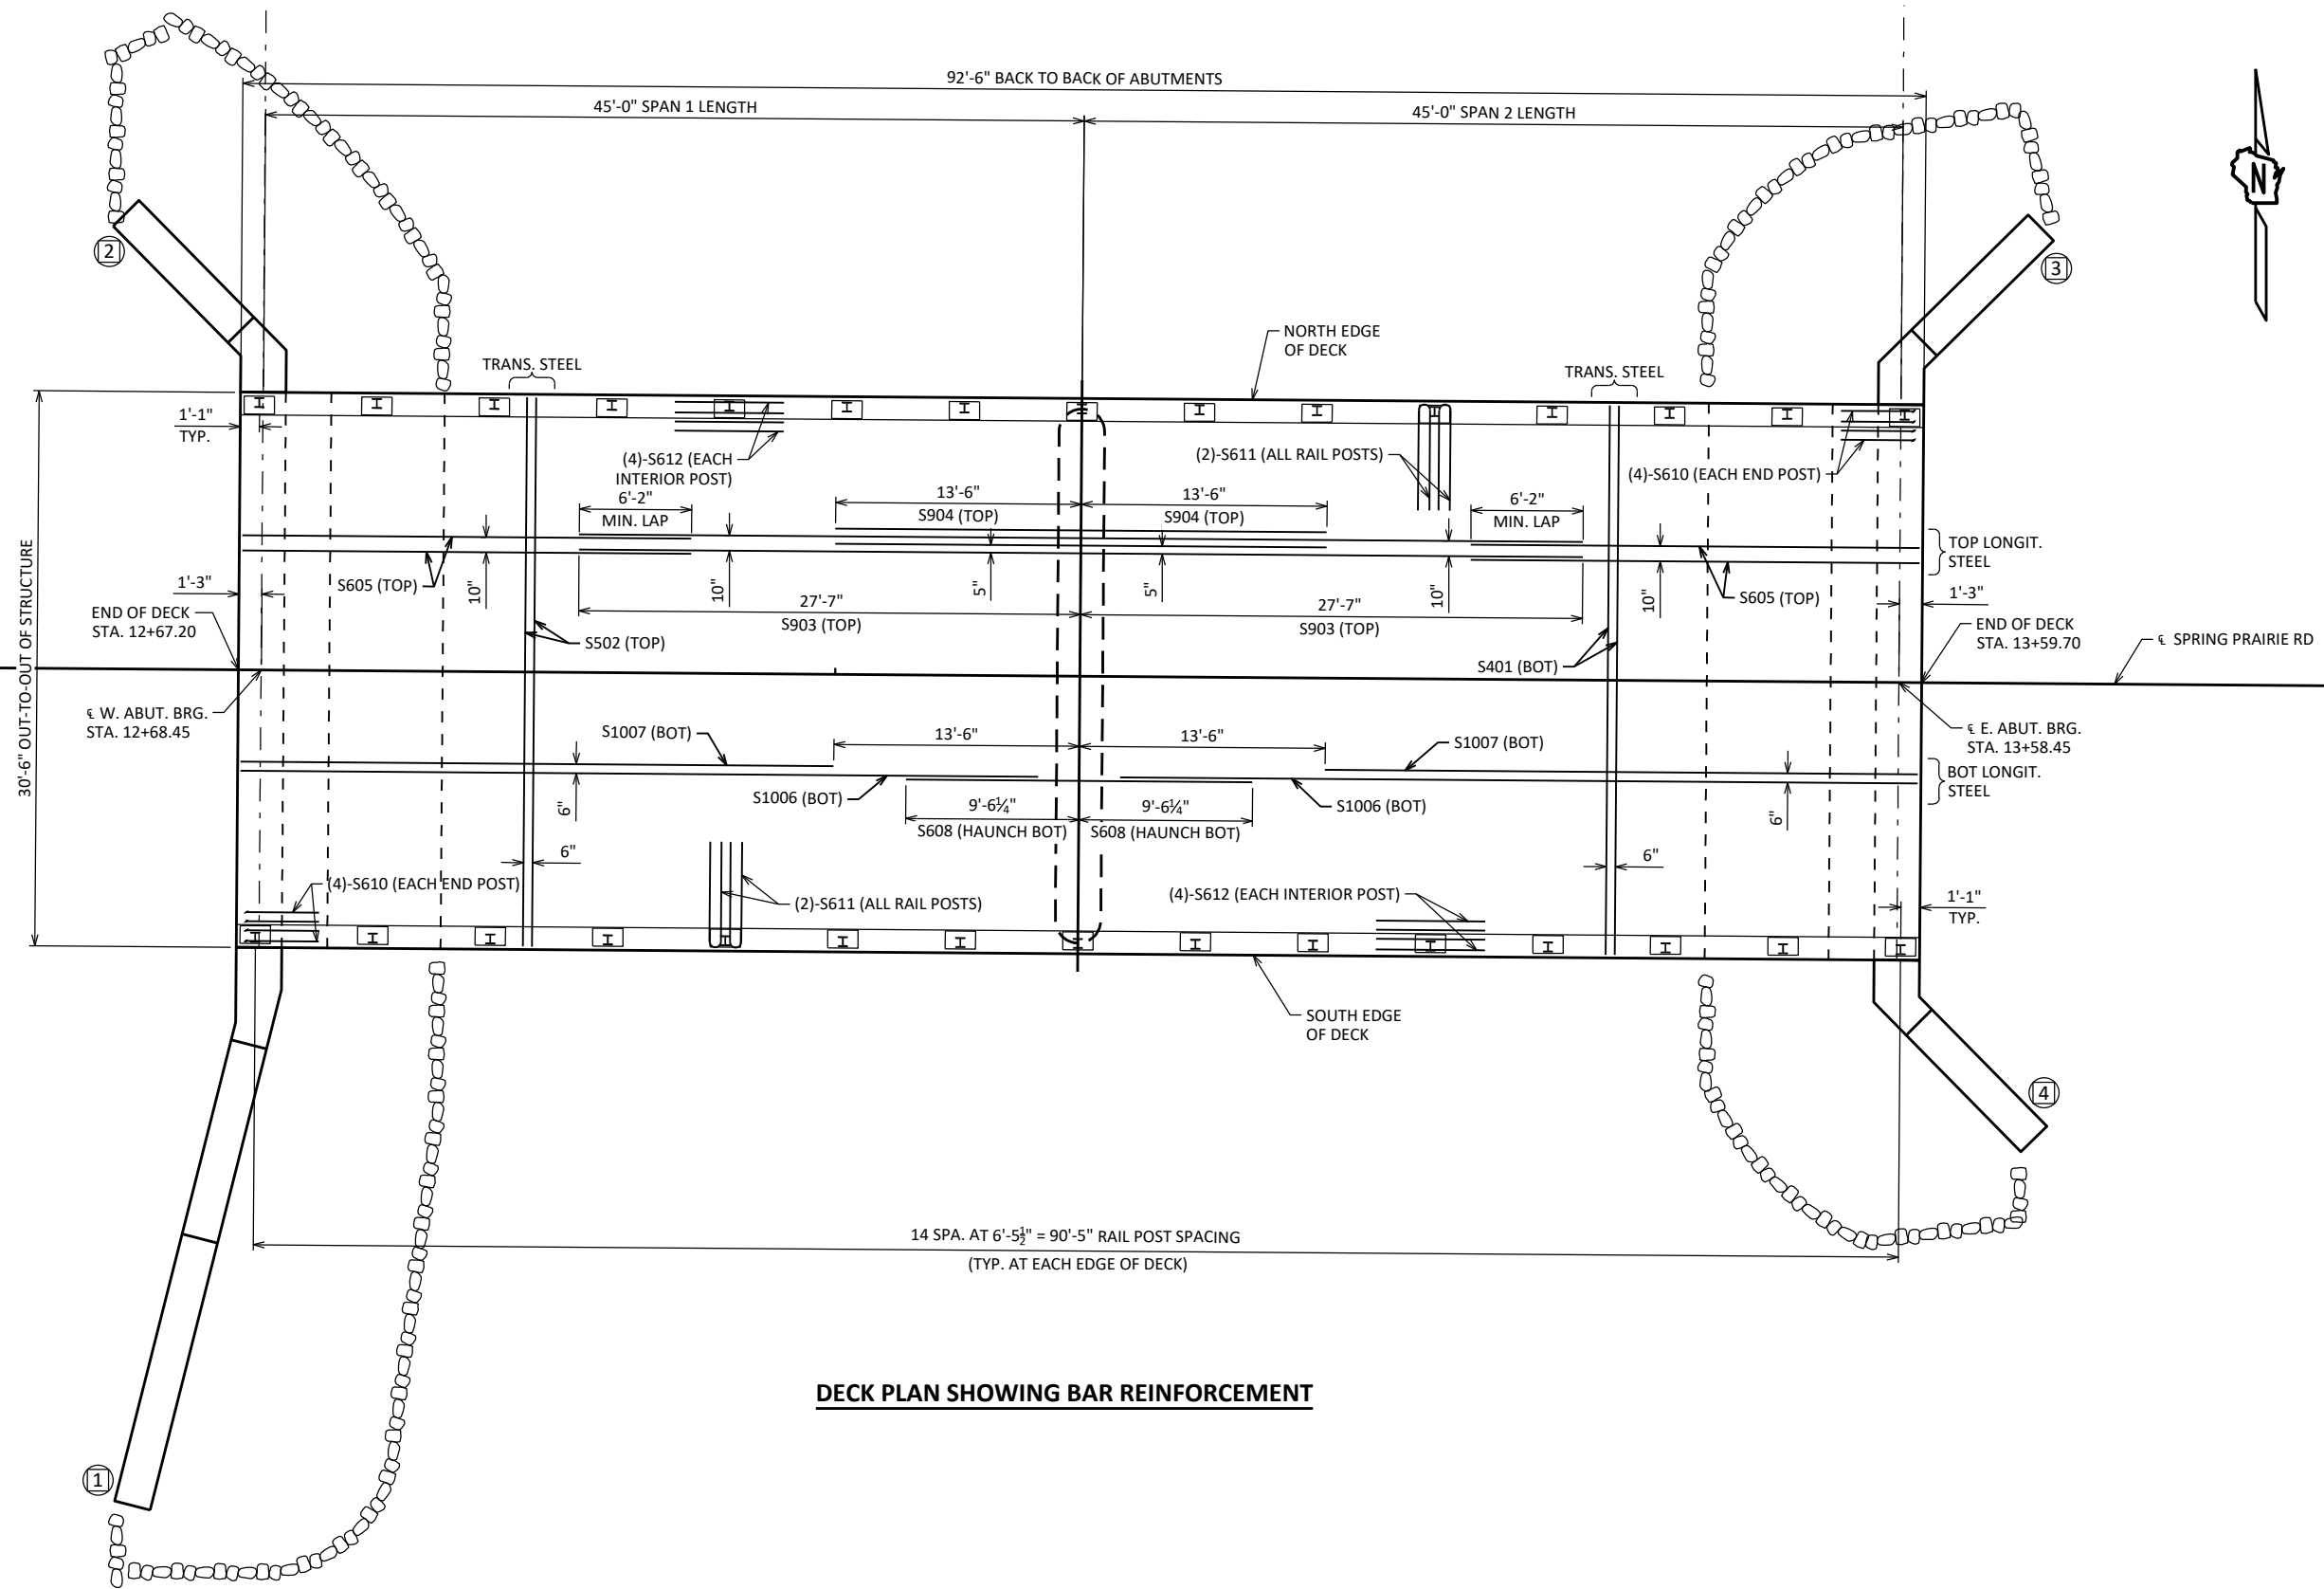 92'-6" BACK TO BACK OF ABUTMENTS
45'-0" SPAN 1 LENGTH
45'-0" SPAN 2 LENGTH
N
2
3
NORTH EDGE
OF DECK
TRANS. STEEL
TRANS. STEEL
1'-1"
TYP.
(4)-S612 (EACH
INTERIOR POST)
(2)-S611 (ALL RAIL POSTS)
(4)-S610 (EACH END POST)
6'-2"
MIN. LAP
13'-6"
S904 (TOP)
13'-6"
S904 (TOP)
6'-2"
MIN. LAP
TOP LONGIT.
STEEL
S605 (TOP)
10"
10"
5"
5"
10"
10"
S605 (TOP)
1'-3"
1'-3"
27'-7"
S903 (TOP)
27'-7"
S903 (TOP)
END OF DECK
STA. 12+67.20
S502 (TOP)
S401 (BOT)
END OF DECK
STA. 13+59.70
℄ SPRING PRAIRIE RD
30'-6" OUT-TO-OUT OF STRUCTURE
℄ W. ABUT. BRG.
STA. 12+68.45
℄ E. ABUT. BRG.
STA. 13+58.45
S1007 (BOT)
13'-6"
13'-6"
S1007 (BOT)
BOT LONGIT.
STEEL
6"
S1006 (BOT)
9'-6¼"
S608 (HAUNCH BOT)
9'-6¼"
S608 (HAUNCH BOT)
S1006 (BOT)
6"
6"
6"
(4)-S610 (EACH END POST)
(2)-S611 (ALL RAIL POSTS)
(4)-S612 (EACH INTERIOR POST)
1'-1"
TYP.
SOUTH EDGE
OF DECK
4
14 SPA. AT 6'-5½" = 90'-5" RAIL POST SPACING
(TYP. AT EACH EDGE OF DECK)
DECK PLAN SHOWING BAR REINFORCEMENT
1